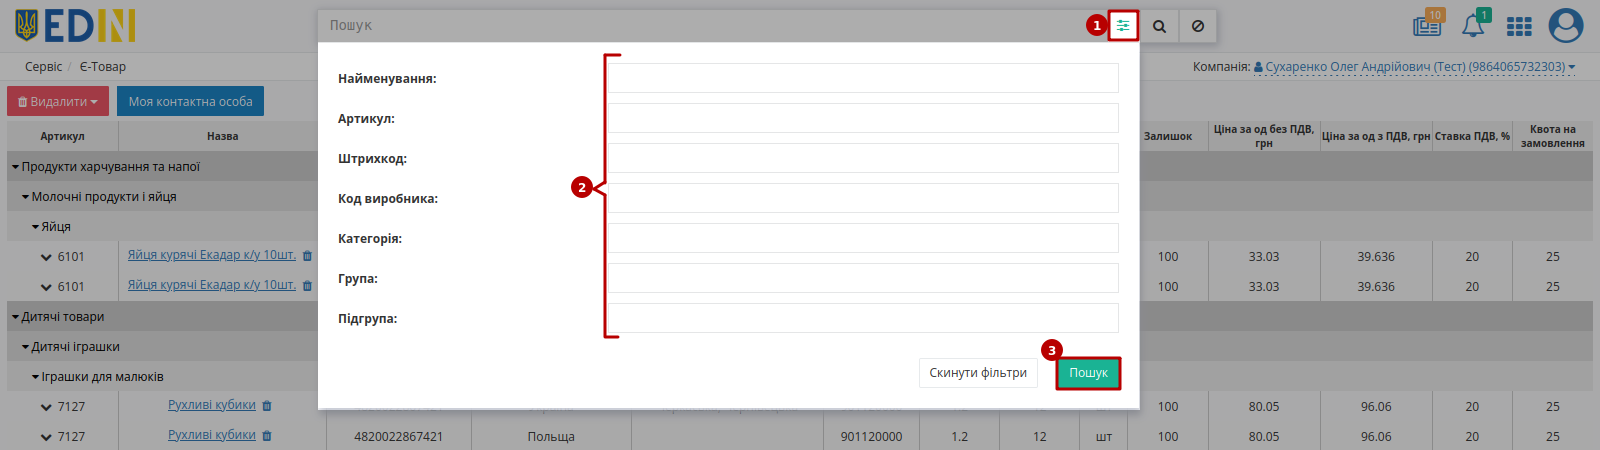 EDIN
Пошук
1
10
1
Сервіс / Є-Товар
Компанія: Сухаренко Олег Андрійович (Тест) (9864065732303)
Видалити
Моя контактна особа
Найменування:
Артикул:
Штрихкод:
Код виробника:
Категорія:
Група:
Підгрупа:
2
3
Скинути фільтри
Пошук
Артикул Назва Залишок Ціна за од без ПДВ, грн Ціна за од з ПДВ, грн Ставка ПДВ, % Квота на замовлення
Продукти харчування та напої
Молочні продукти і яйця
Яйця
6101 Яйця курячі Екадар к/у 10шт. 100 33.03 39.636 20 25
6101 Яйця курячі Екадар к/у 10шт. 100 33.03 39.636 20 25
Дитячі товари
Дитячі іграшки
Іграшки для малюків
7127 Рухливі кубики 100 80.05 96.06 20 25
7127 Рухливі кубики 4820022867421 Польща 901120000 1.2 12 шт 100 80.05 96.06 20 25